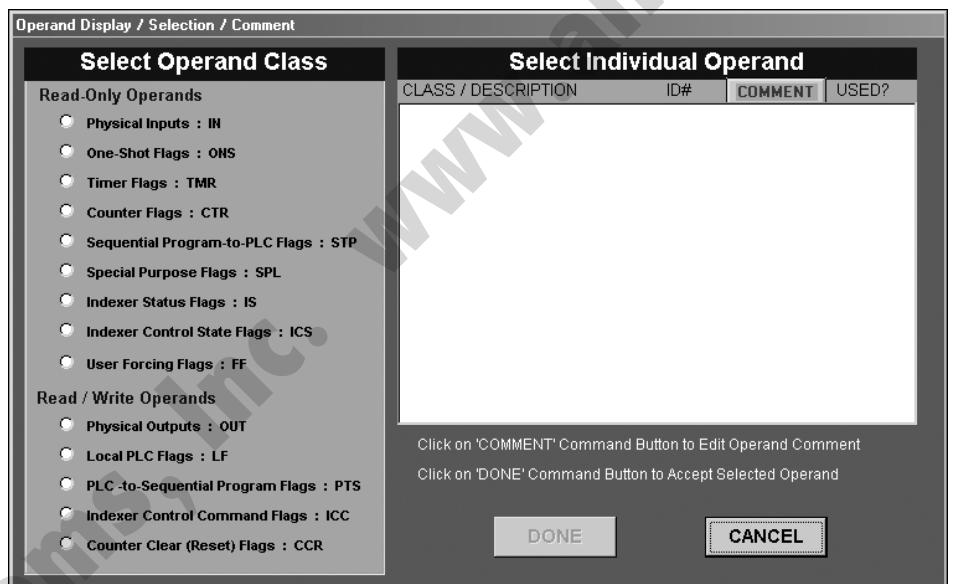 Operand Display / Selection / Comment
Select Operand Class
Read-Only Operands
Physical Inputs : IN
One-Shot Flags : ONS
Timer Flags : TMR
Counter Flags : CTR
Sequential Program-to-PLC Flags : STP
Special Purpose Flags : SPL
Indexer Status Flags : IS
Indexer Control State Flags : ICS
User Forcing Flags : FF
Read / Write Operands
Physical Outputs : OUT
Local PLC Flags : LF
PLC -to-Sequential Program Flags : PTS
Indexer Control Command Flags : ICC
Counter Clear (Reset) Flags : CCR
Select Individual Operand
CLASS / DESCRIPTION ID# COMMENT USED?
Click on 'COMMENT' Command Button to Edit Operand Comment
Click on 'DONE' Command Button to Accept Selected Operand
DONE CANCEL
www.
Inc.